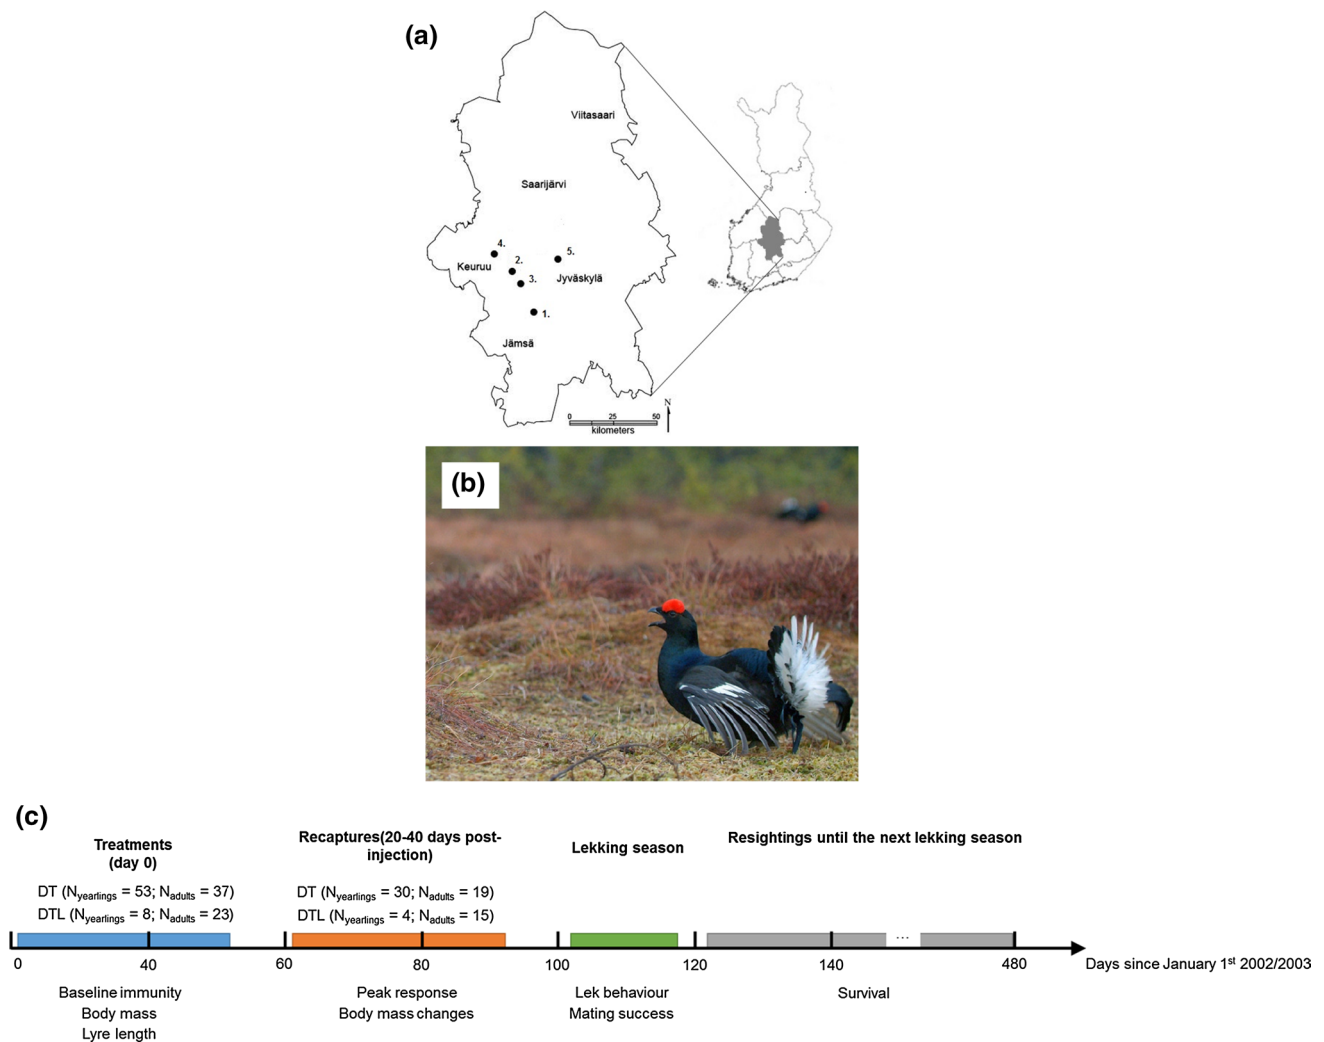 (a)
Viitasaari
Saarijärvi
4.
5.
2.
Keuruu
3.
Jyväskylä
1.
Jämsä
N
0 25 50
kilometers
(b)
(c)
Treatments
(day 0)
DT (Nyearlings = 53; Nadults = 37)
DTL (Nyearlings = 8; Nadults = 23)
Recaptures(20-40 days post-
injection)
DT (Nyearlings = 30; Nadults = 19)
DTL (Nyearlings = 4; Nadults = 15)
Lekking season
Resightings until the next lekking season
...
0 40 60 80 100 120 140 480
Days since January 1st 2002/2003
Baseline immunity
Body mass
Lyre length
Peak response
Body mass changes
Lek behaviour
Mating success
Survival